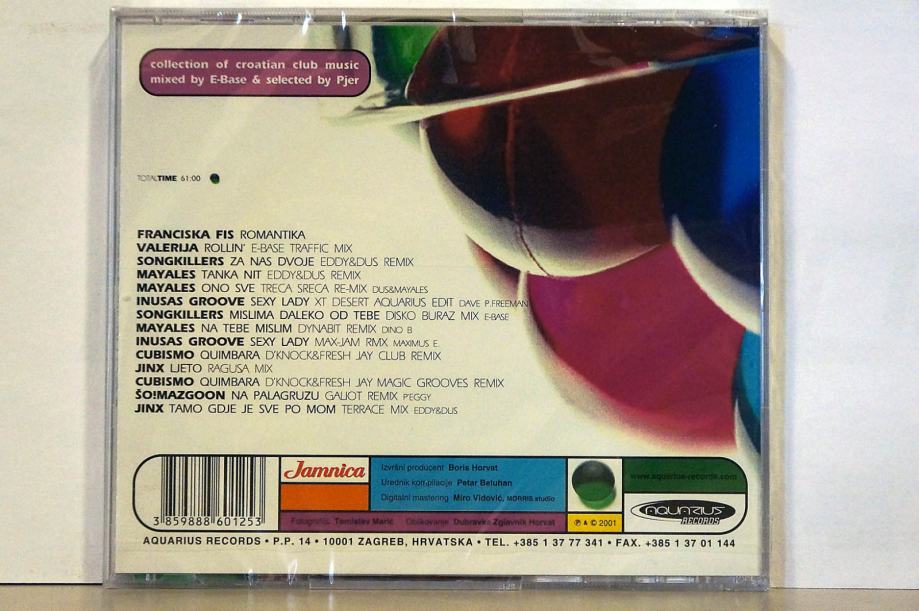 collection of croatian club music
mixed by E-Base & selected by Pjer
TOTALTIME 61:00
FRANCISKA FIS ROMANTIKA
VALERIJA ROLLIN' E-BASE TRAFFIC MIX
SONGKILLERS ZA NAS DVOJE EDDY&DUS REMIX
MAYALES TANKA NIT EDDY&DUS REMIX
MAYALES ONO SVE TRECA SRECA RE-MIX DUS&MAYALES
INUSAS GROOVE SEXY LADY XT DESERT AQUARIUS EDIT DAVE P.FREEMAN
SONGKILLERS MISLIMA DALEKO OD TEBE DISKO BURAZ MIX E-BASE
MAYALES NA TEBE MISLIM DYNABIT REMIX DINO B
INUSAS GROOVE SEXY LADY MAX-JAM RMX MAXIMUS E.
CUBISMO QUIMBARA D'KNOCK&FRESH JAY CLUB REMIX
JINX LJETO RAGUSA MIX
CUBISMO QUIMBARA D'KNOCK&FRESH JAY MAGIC GROOVES REMIX
ŠO!MAZGOON NA PALAGRUZU GALIOT REMIX P'EGGY
JINX TAMO GDJE JE SVE PO MOM TERRACE MIX EDDY&DUS
3 859888 601253
Jamnica
Izvršni producent Boris Horvat
Urednik kompilacije Petar Beluhan
Digitalni mastering Miro Vidović, MORRIS studio
Fotografija Tomislav Marić Oblikovanje Dubravka Zglavnik Horvat
℗ & © 2001
www.aquarius-records.com
AQUARIUS
RECORDS
AQUARIUS RECORDS • P.P. 14 • 10001 ZAGREB, HRVATSKA • TEL. +385 1 37 77 341 • FAX. +385 1 37 01 144